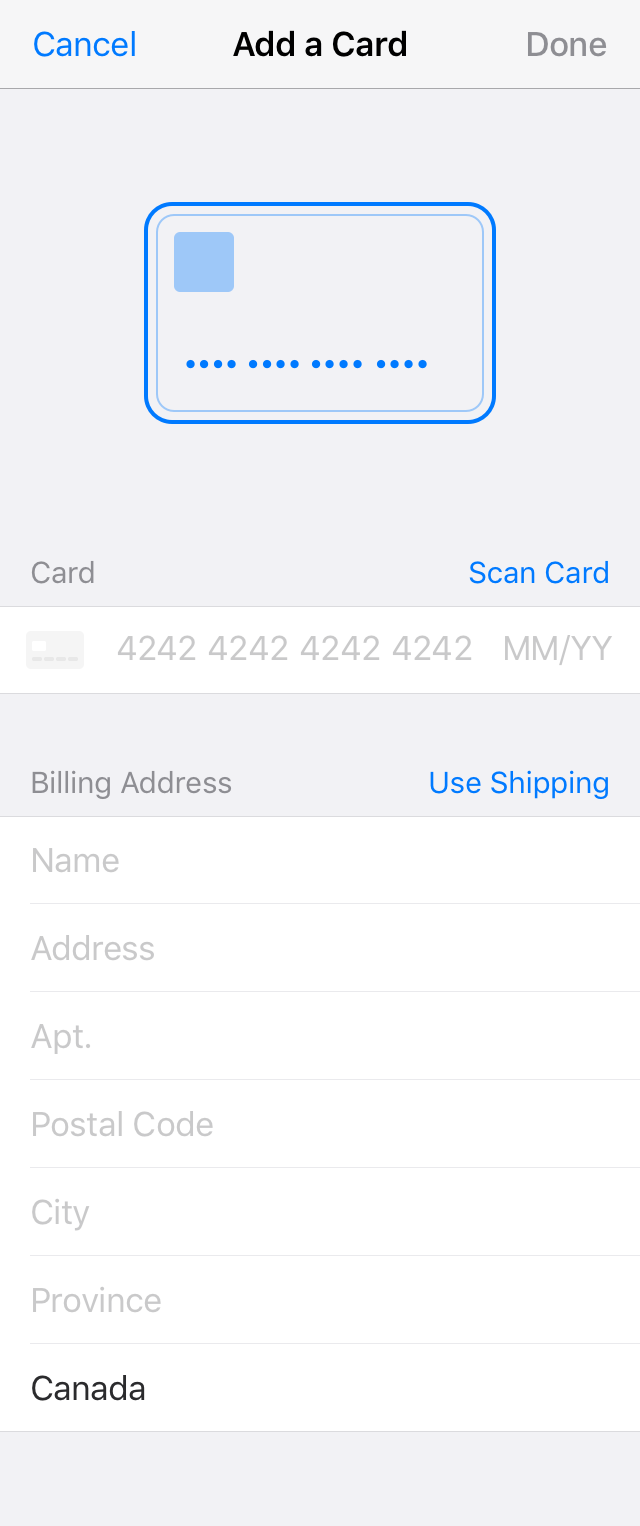 Cancel Add a Card Done
•••• •••• •••• ••••
Card Scan Card
4242 4242 4242 4242 MM/YY
Billing Address Use Shipping
Name
Address
Apt.
Postal Code
City
Province
Canada